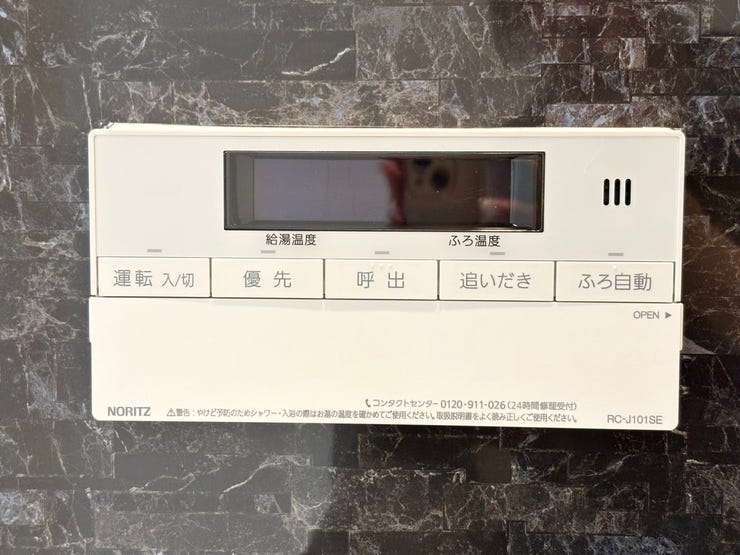 給湯温度 ふろ温度
運転 入/切 優先 呼出 追いだき ふろ自動
OPEN ▶
コンタクトセンター 0120-911-026 (24時間修理受付)
NORITZ ⚠警告:やけど予防のためシャワー・入浴の際はお湯の温度を確かめてご使用ください。取扱説明書をよく読み正しくご使用ください。 RC-J101SE